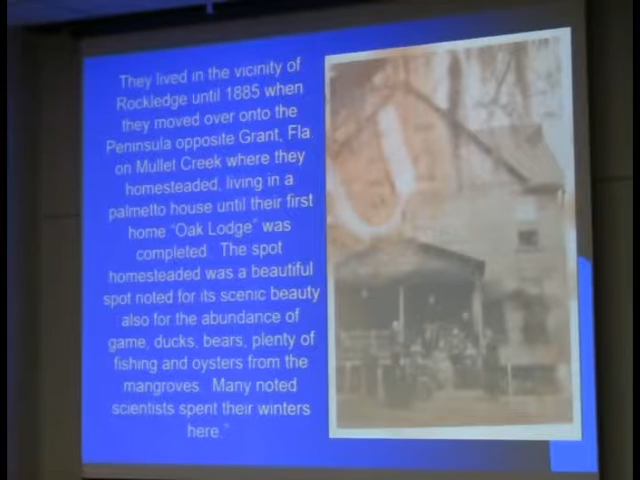 They lived in the vicinity of
Rockledge until 1885 when
they moved over onto the
Peninsula opposite Grant, Fla.
on Mullet Creek where they
homesteaded, living in a
palmetto house until their first
home "Oak Lodge" was
completed. The spot
homesteaded was a beautiful
spot noted for its scenic beauty
also for the abundance of
game, ducks, bears, plenty of
fishing and oysters from the
mangroves. Many noted
scientists spent their winters
here."